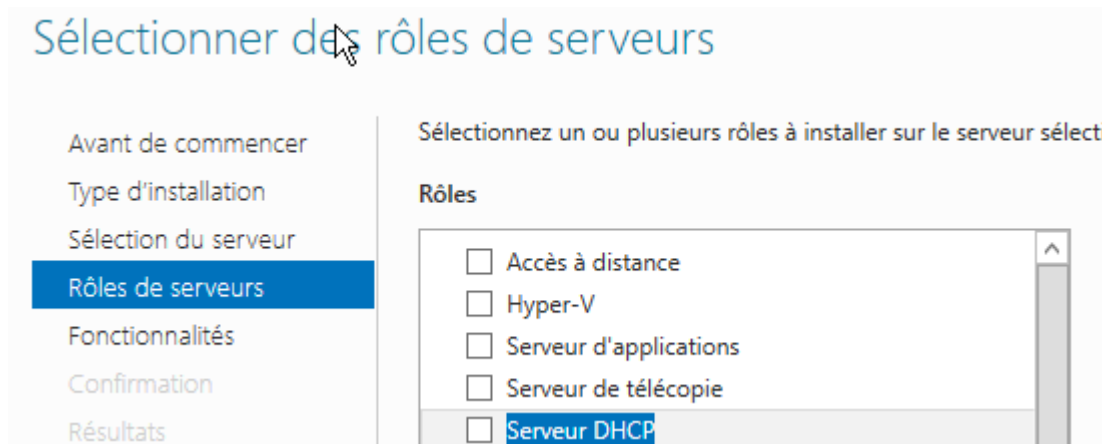 Sélectionner des rôles de serveurs
Avant de commencer
Type d'installation
Sélection du serveur
Rôles de serveurs
Fonctionnalités
Confirmation
Résultats
Sélectionnez un ou plusieurs rôles à installer sur le serveur sélecti
Rôles
Accès à distance
Hyper-V
Serveur d'applications
Serveur de télécopie
Serveur DHCP